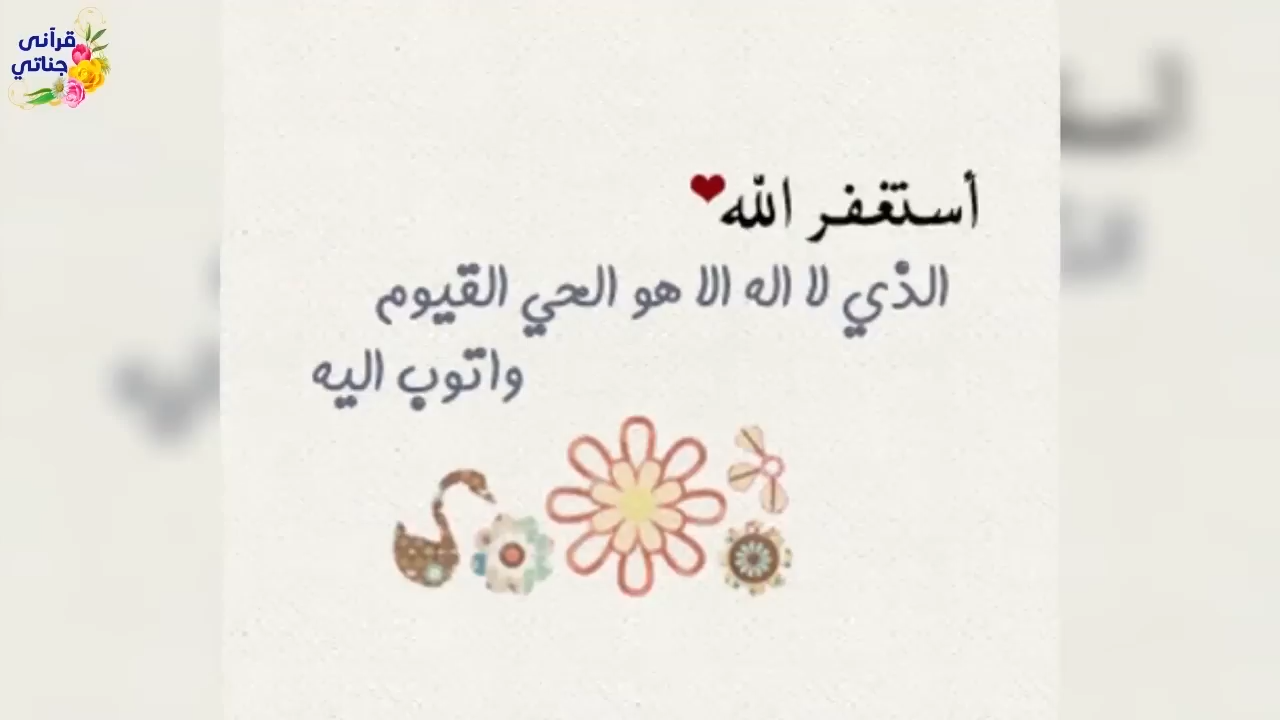 قرآنى
جناتي
أستغفر الله❤
الذي لا اله الا هو الحي القيوم
واتوب اليه